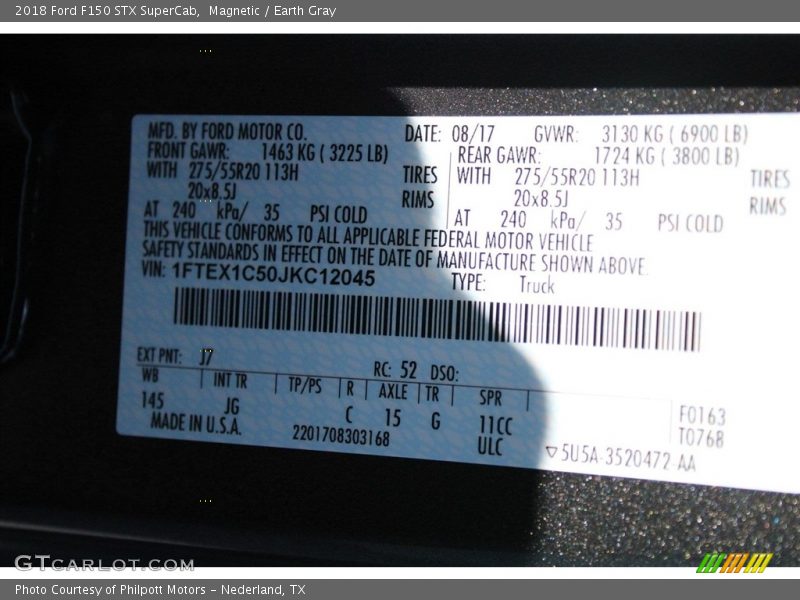 2018 Ford F150 STX SuperCab, Magnetic / Earth Gray
MFD. BY FORD MOTOR CO. DATE: 08/17 GVWR: 3130 KG ( 6900 LB)
FRONT GAWR: 1463 KG ( 3225 LB) REAR GAWR: 1724 KG ( 3800 LB)
WITH 275/55R20 113H TIRES WITH 275/55R20 113H TIRES
20x8.5J RIMS 20x8.5J RIMS
AT 240 kPa/ 35 PSI COLD AT 240 kPa/ 35 PSI COLD
THIS VEHICLE CONFORMS TO ALL APPLICABLE FEDERAL MOTOR VEHICLE
SAFETY STANDARDS IN EFFECT ON THE DATE OF MANUFACTURE SHOWN ABOVE.
VIN: 1FTEX1C50JKC12045 TYPE: Truck
EXT PNT: J7 RC: 52 DSO:
WB INT TR TP/PS R AXLE TR SPR
145 JG C 15 G 11CC F0163
MADE IN U.S.A. 2201708303168 ULC T0768
5U5A-3520472-AA
GTCARLOT.COM
Photo Courtesy of Philpott Motors - Nederland, TX